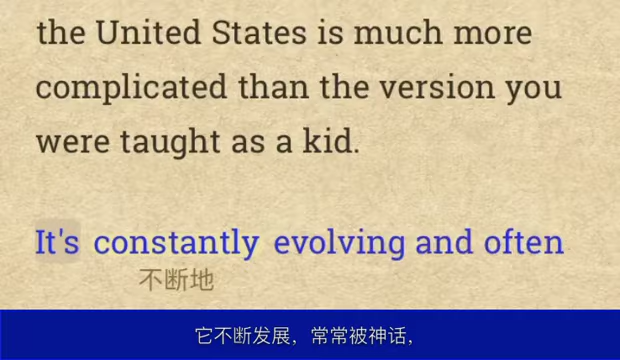 the United States is much more
complicated than the version you
were taught as a kid.
It's constantly evolving and often
不断地
它不断发展，常常被神话，